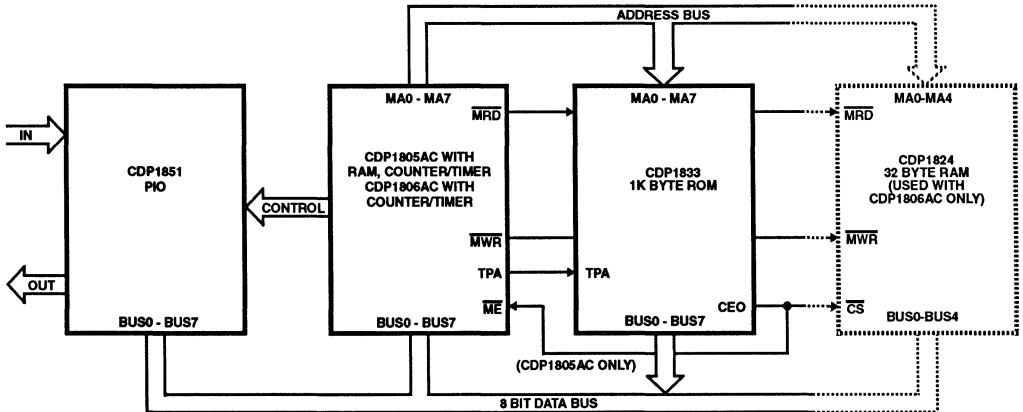 ADDRESS BUS
MA0 - MA7
MA0 - MA7
MA0-MA4
MRD
MRD
IN
CDP1851
PIO
CDP1805AC WITH
RAM, COUNTER/TIMER
CDP1806AC WITH
COUNTER/TIMER
CDP1833
1K BYTE ROM
CDP1824
32 BYTE RAM
(USED WITH
CDP1806AC ONLY)
CONTROL
MWR
MWR
TPA
TPA
OUT
ME
CEO
CS
BUS0 - BUS7
BUS0 - BUS7
BUS0 - BUS7
BUS0-BUS4
(CDP1805AC ONLY)
8 BIT DATA BUS